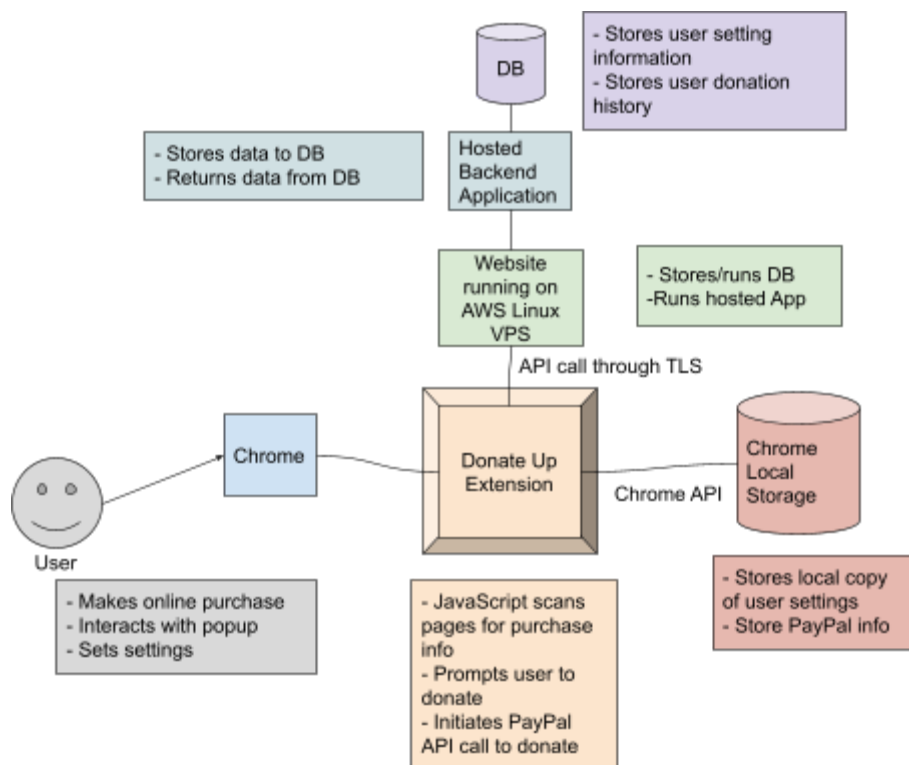 DB
- Stores user setting
information
- Stores user donation
history
- Stores data to DB
- Returns data from DB
Hosted
Backend
Application
Website
running on
AWS Linux
VPS
- Stores/runs DB
-Runs hosted App
API call through TLS
Chrome
Donate Up
Extension
Chrome API
Chrome
Local
Storage
User
- Makes online purchase
- Interacts with popup
- Sets settings
- JavaScript scans
pages for purchase
info
- Prompts user to
donate
- Initiates PayPal
API call to donate
- Stores local copy
of user settings
- Store PayPal info